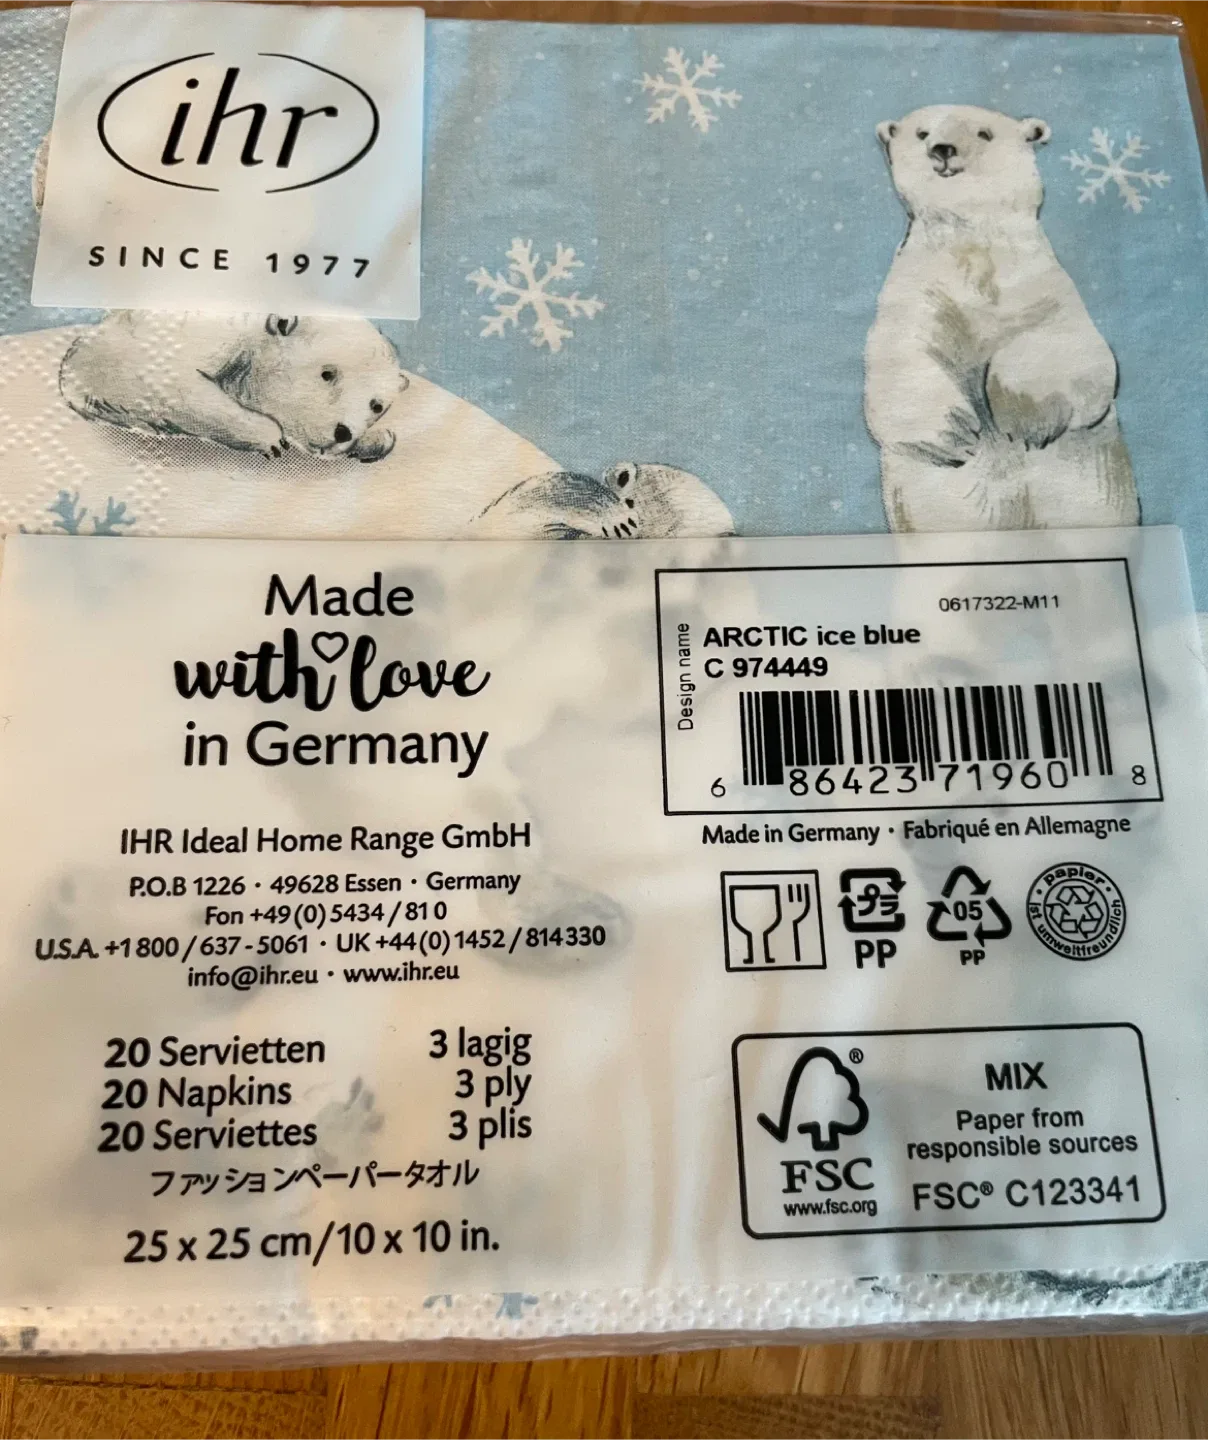 ihr
SINCE 1977
Made
with love
in Germany
IHR Ideal Home Range GmbH
P.O.B 1226 · 49628 Essen · Germany
Fon +49 (0) 5434 / 81 0
U.S.A. +1 800 / 637 - 5061 · UK +44 (0) 1452 / 814330
info@ihr.eu · www.ihr.eu
20 Servietten 3 lagig
20 Napkins 3 ply
20 Serviettes 3 plis
ファッションペーパータオル
25 x 25 cm/10 x 10 in.
0617322-M11
Design name
ARCTIC ice blue
C 974449
6 86423 71960 8
Made in Germany · Fabriqué en Allemagne
プラ
PP
05
PP
· papier · ist umweltfreundlich
FSC®
www.fsc.org
MIX
Paper from
responsible sources
FSC® C123341